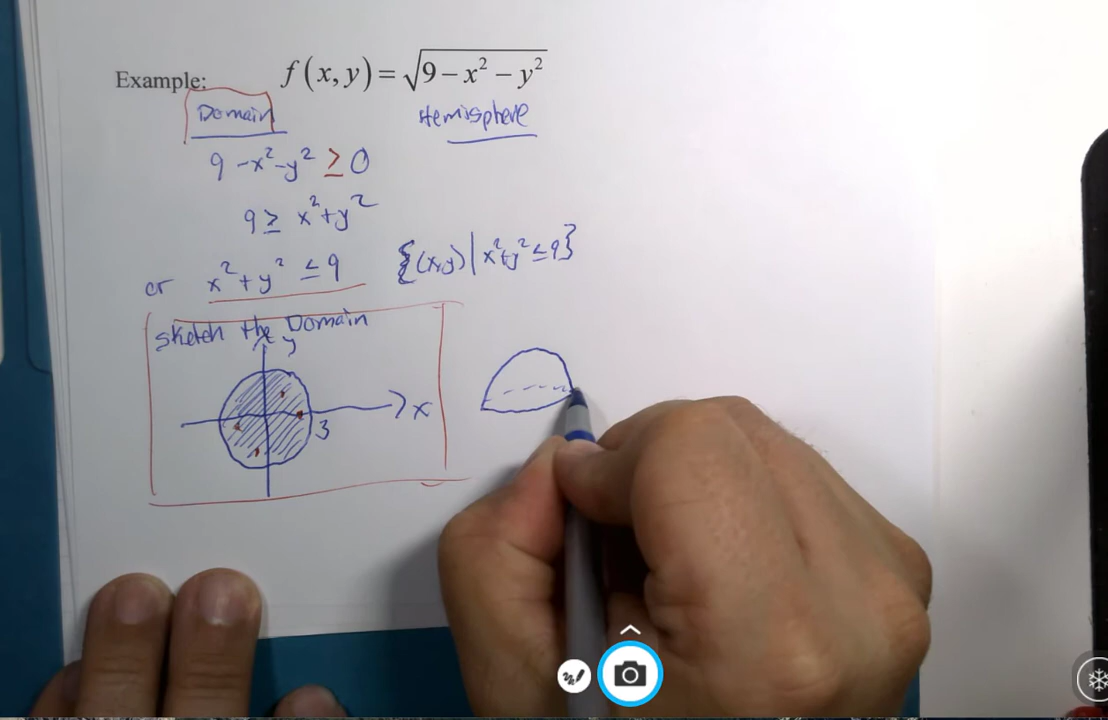 Example: f(x, y) = √(9 − x² − y²)
Domain
Hemisphere
9 − x² − y² ≥ 0
9 ≥ x² + y²
or x² + y² ≤ 9
{(x,y) | x² + y² ≤ 9}
sketch the Domain
y
x
3